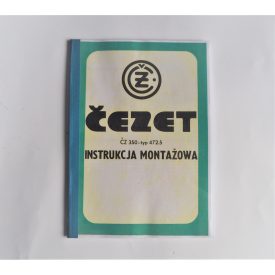 ČZ
ČEZET
ČZ 350 - typ 472.5
INSTRUKCJA MONTAŻOWA